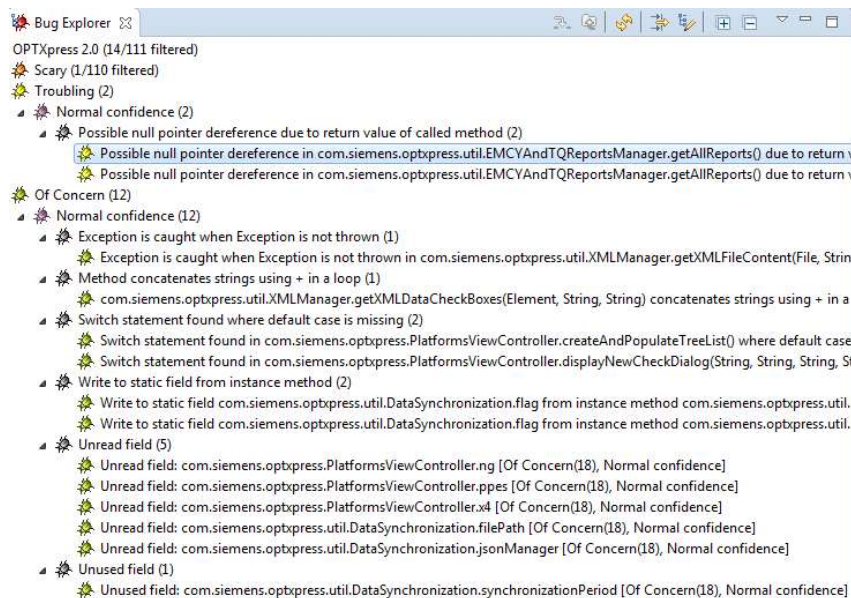 Bug Explorer
OPTXpress 2.0 (14/111 filtered)
Scary (1/110 filtered)
Troubling (2)
Normal confidence (2)
Possible null pointer dereference due to return value of called method (2)
Possible null pointer dereference in com.siemens.optxpress.util.EMCYAndTQReportsManager.getAllReports() due to return v
Possible null pointer dereference in com.siemens.optxpress.util.EMCYAndTQReportsManager.getAllReports() due to return v
Of Concern (12)
Normal confidence (12)
Exception is caught when Exception is not thrown (1)
Exception is caught when Exception is not thrown in com.siemens.optxpress.util.XMLManager.getXMLFileContent(File, Strin
Method concatenates strings using + in a loop (1)
com.siemens.optxpress.util.XMLManager.getXMLDataCheckBoxes(Element, String, String) concatenates strings using + in a
Switch statement found where default case is missing (2)
Switch statement found in com.siemens.optxpress.PlatformsViewController.createAndPopulateTreeList() where default case
Switch statement found in com.siemens.optxpress.PlatformsViewController.displayNewCheckDialog(String, String, String, St
Write to static field from instance method (2)
Write to static field com.siemens.optxpress.util.DataSynchronization.flag from instance method com.siemens.optxpress.util.
Write to static field com.siemens.optxpress.util.DataSynchronization.flag from instance method com.siemens.optxpress.util.
Unread field (5)
Unread field: com.siemens.optxpress.PlatformsViewController.ng [Of Concern(18), Normal confidence]
Unread field: com.siemens.optxpress.PlatformsViewController.ppes [Of Concern(18), Normal confidence]
Unread field: com.siemens.optxpress.PlatformsViewController.x4 [Of Concern(18), Normal confidence]
Unread field: com.siemens.optxpress.util.DataSynchronization.filePath [Of Concern(18), Normal confidence]
Unread field: com.siemens.optxpress.util.DataSynchronization.jsonManager [Of Concern(18), Normal confidence]
Unused field (1)
Unused field: com.siemens.optxpress.util.DataSynchronization.synchronizationPeriod [Of Concern(18), Normal confidence]